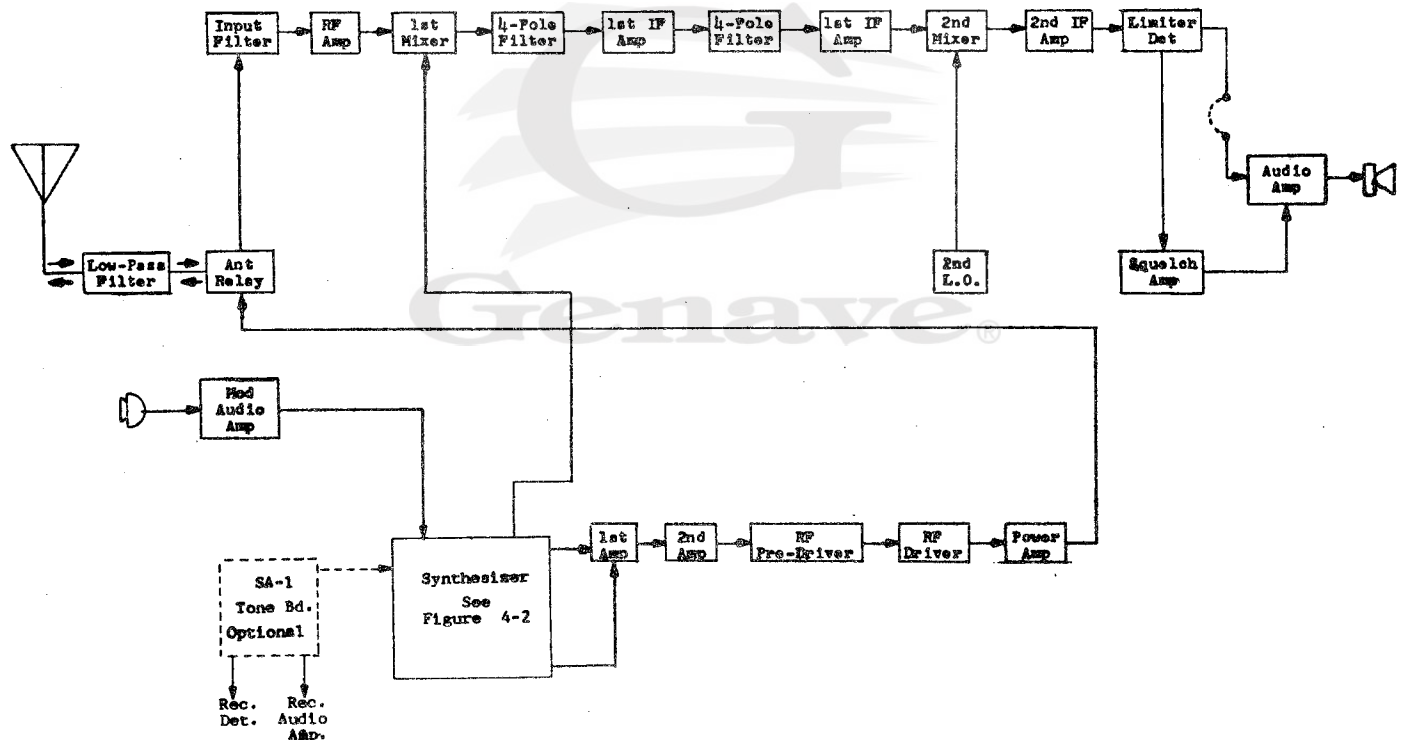 Input
Filter
RF
Amp
1st
Mixer
4-Pole
Filter
1st IF
Amp
4-Pole
Filter
1st IF
Amp
2nd
Mixer
2nd IF
Amp
Limiter
Det
Audio
Amp
Low-Pass
Filter
Ant
Relay
2nd
L.O.
Squelch
Amp
Genave®
Mod
Audio
Amp
1st
Amp
2nd
Amp
RF
Pre-Driver
RF
Driver
Power
Amp
SA-1
Tone Bd.
Optional
Synthesizer
See
Figure 4-2
Rec.
Det.
Rec.
Audio
Amp.